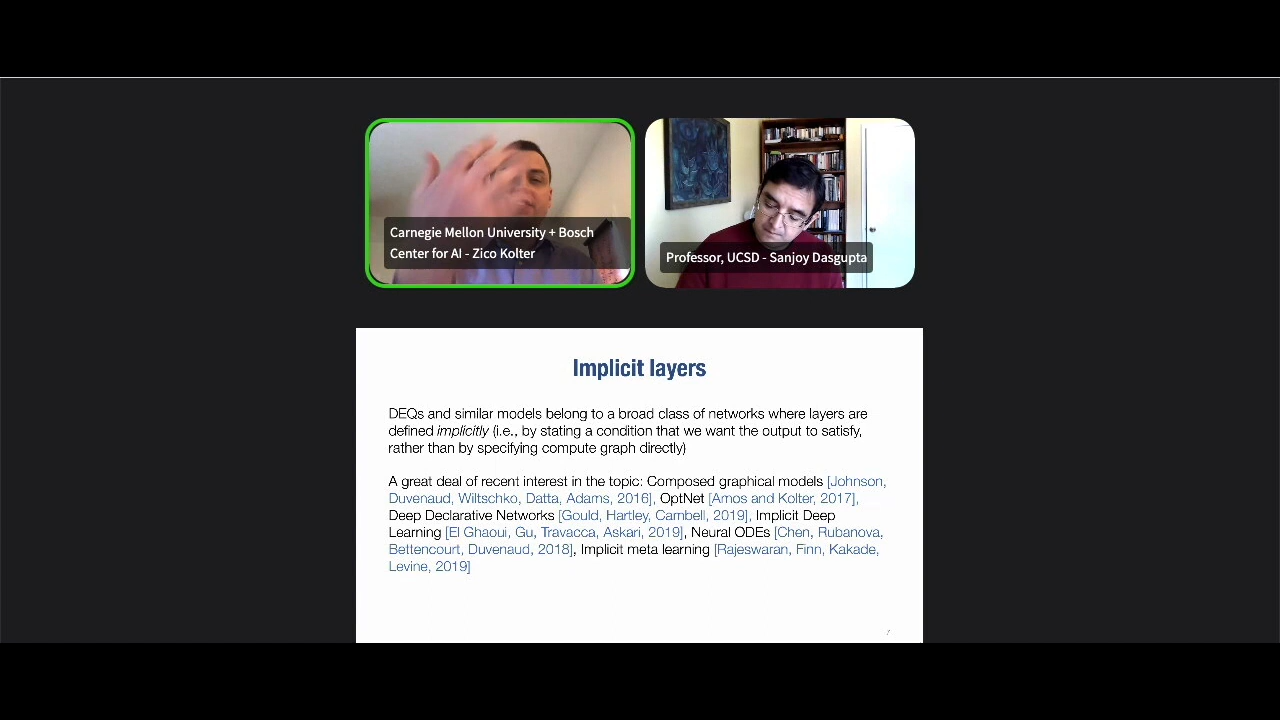 Carnegie Mellon University + Bosch
Center for AI - Zico Kolter
Professor, UCSD - Sanjoy Dasgupta
Implicit layers
DEQs and similar models belong to a broad class of networks where layers are
defined implicitly (i.e., by stating a condition that we want the output to satisfy,
rather than by specifying compute graph directly)
A great deal of recent interest in the topic: Composed graphical models [Johnson,
Duvenaud, Wiltschko, Datta, Adams, 2016], OptNet [Amos and Kolter, 2017],
Deep Declarative Networks [Gould, Hartley, Cambell, 2019], Implicit Deep
Learning [El Ghaoui, Gu, Travacca, Askari, 2019], Neural ODEs [Chen, Rubanova,
Bettencourt, Duvenaud, 2018], Implicit meta learning [Rajeswaran, Finn, Kakade,
Levine, 2019]